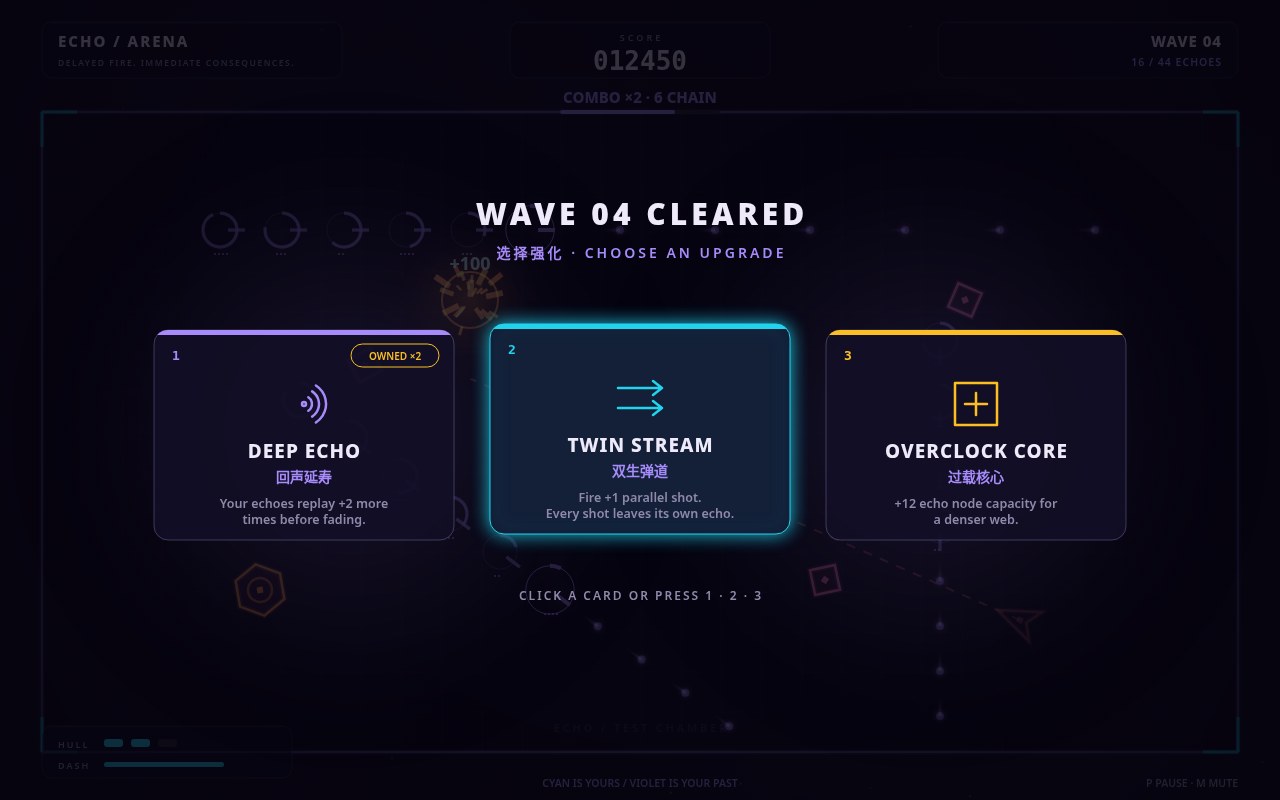 ECHO / ARENA
DELAYED FIRE. IMMEDIATE CONSEQUENCES.
SCORE
012450
WAVE 04
16 / 44 ECHOES
COMBO ×2 · 6 CHAIN
WAVE 04 CLEARED
选择强化 · CHOOSE AN UPGRADE
+100
1
OWNED ×2
DEEP ECHO
回声延寿
Your echoes replay +2 more
times before fading.
2
TWIN STREAM
双生弹道
Fire +1 parallel shot.
Every shot leaves its own echo.
3
OVERCLOCK CORE
过载核心
+12 echo node capacity for
a denser web.
CLICK A CARD OR PRESS 1 · 2 · 3
ECHO / TEST CHAMBER
HULL
DASH
CYAN IS YOURS / VIOLET IS YOUR PAST
P PAUSE · M MUTE